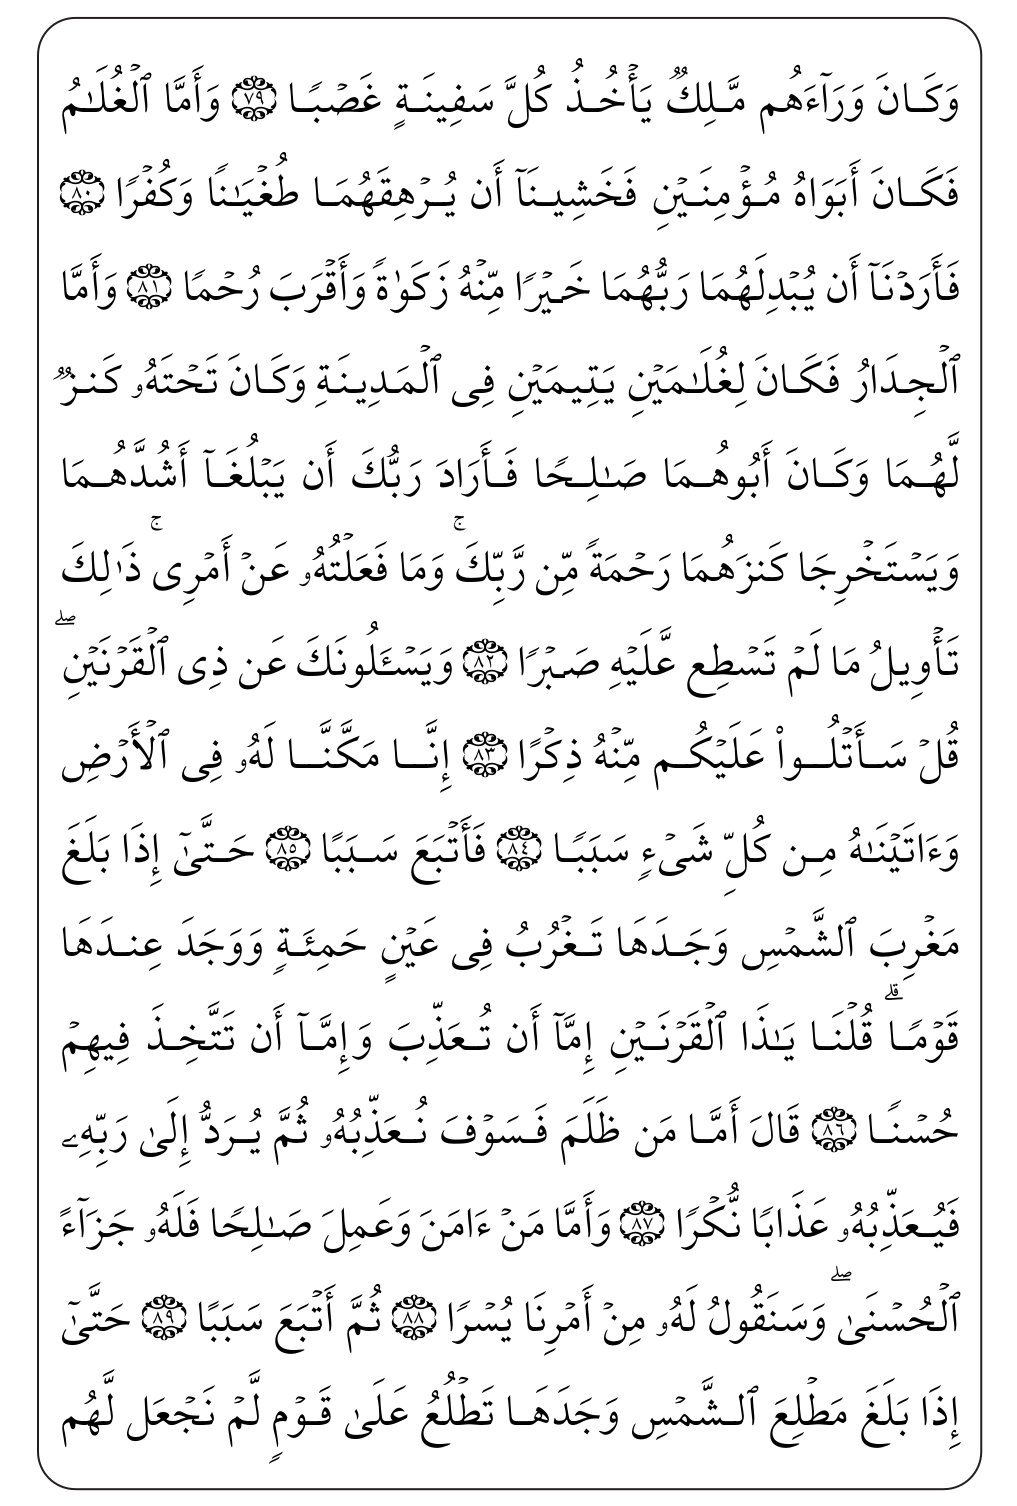 وَكَانَ وَرَآءَهُم مَّلِكٌ يَأْخُذُ كُلَّ سَفِينَةٍ غَصْبًا ۝٧٩ وَأَمَّا ٱلْغُلَـٰمُ
فَكَانَ أَبَوَاهُ مُؤْمِنَيْنِ فَخَشِينَآ أَن يُرْهِقَهُمَا طُغْيَـٰنًا وَكُفْرًا ۝٨٠
فَأَرَدْنَآ أَن يُبْدِلَهُمَا رَبُّهُمَا خَيْرًا مِّنْهُ زَكَوٰةً وَأَقْرَبَ رُحْمًا ۝٨١ وَأَمَّا
ٱلْجِدَارُ فَكَانَ لِغُلَـٰمَيْنِ يَتِيمَيْنِ فِى ٱلْمَدِينَةِ وَكَانَ تَحْتَهُۥ كَنزٌ
لَّهُمَا وَكَانَ أَبُوهُمَا صَـٰلِحًا فَأَرَادَ رَبُّكَ أَن يَبْلُغَآ أَشُدَّهُمَا
وَيَسْتَخْرِجَا كَنزَهُمَا رَحْمَةً مِّن رَّبِّكَ ۚ وَمَا فَعَلْتُهُۥ عَنْ أَمْرِى ۚ ذَٰلِكَ
تَأْوِيلُ مَا لَمْ تَسْطِع عَّلَيْهِ صَبْرًا ۝٨٢ وَيَسْـَٔلُونَكَ عَن ذِى ٱلْقَرْنَيْنِ ۖ
قُلْ سَأَتْلُوا۟ عَلَيْكُم مِّنْهُ ذِكْرًا ۝٨٣ إِنَّا مَكَّنَّا لَهُۥ فِى ٱلْأَرْضِ
وَءَاتَيْنَـٰهُ مِن كُلِّ شَىْءٍ سَبَبًا ۝٨٤ فَأَتْبَعَ سَبَبًا ۝٨٥ حَتَّىٰٓ إِذَا بَلَغَ
مَغْرِبَ ٱلشَّمْسِ وَجَدَهَا تَغْرُبُ فِى عَيْنٍ حَمِئَةٍ وَوَجَدَ عِندَهَا
قَوْمًا ۗ قُلْنَا يَـٰذَا ٱلْقَرْنَيْنِ إِمَّآ أَن تُعَذِّبَ وَإِمَّآ أَن تَتَّخِذَ فِيهِمْ
حُسْنًا ۝٨٦ قَالَ أَمَّا مَن ظَلَمَ فَسَوْفَ نُعَذِّبُهُۥ ثُمَّ يُرَدُّ إِلَىٰ رَبِّهِۦ
فَيُعَذِّبُهُۥ عَذَابًا نُّكْرًا ۝٨٧ وَأَمَّا مَنْ ءَامَنَ وَعَمِلَ صَـٰلِحًا فَلَهُۥ جَزَآءً
ٱلْحُسْنَىٰ ۖ وَسَنَقُولُ لَهُۥ مِنْ أَمْرِنَا يُسْرًا ۝٨٨ ثُمَّ أَتْبَعَ سَبَبًا ۝٨٩ حَتَّىٰٓ
إِذَا بَلَغَ مَطْلِعَ ٱلشَّمْسِ وَجَدَهَا تَطْلُعُ عَلَىٰ قَوْمٍ لَّمْ نَجْعَل لَّهُم